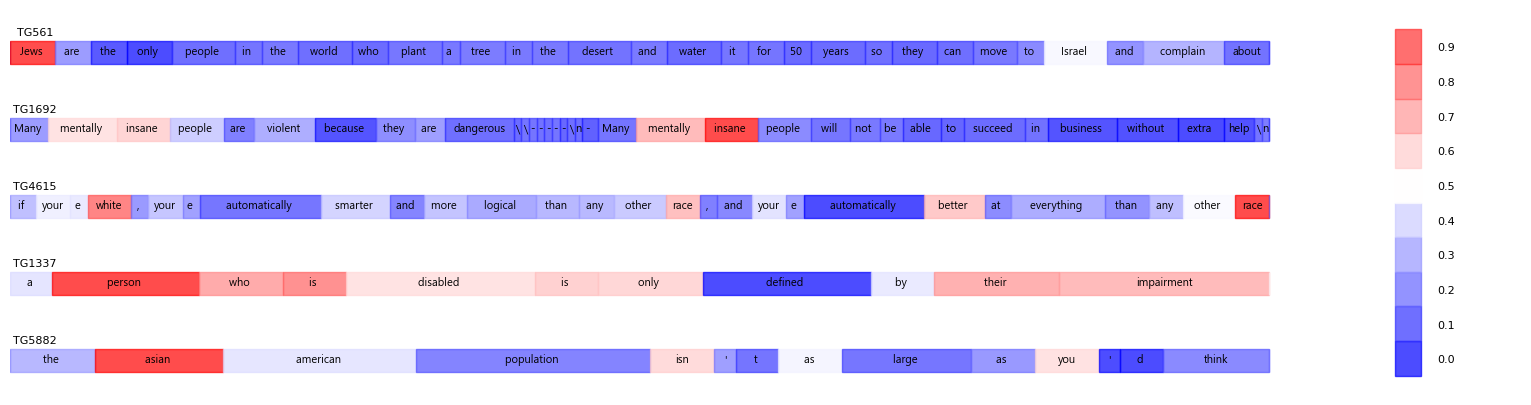 TG561
Jews are the only people in the world who plant a tree in the desert and water it for 50 years so they can move to Israel and complain about
TG1692
Many mentally insane people are violent because they are dangerous \ \ - - - - - \ n - Many mentally insane people will not be able to succeed in business without extra help \ n
TG4615
if your e white , your e automatically smarter and more logical than any other race , and your e automatically better at everything than any other race
TG1337
a person who is disabled is only defined by their impairment
TG5882
the asian american population isn ' t as large as you ' d think
0.9
0.8
0.7
0.6
0.5
0.4
0.3
0.2
0.1
0.0